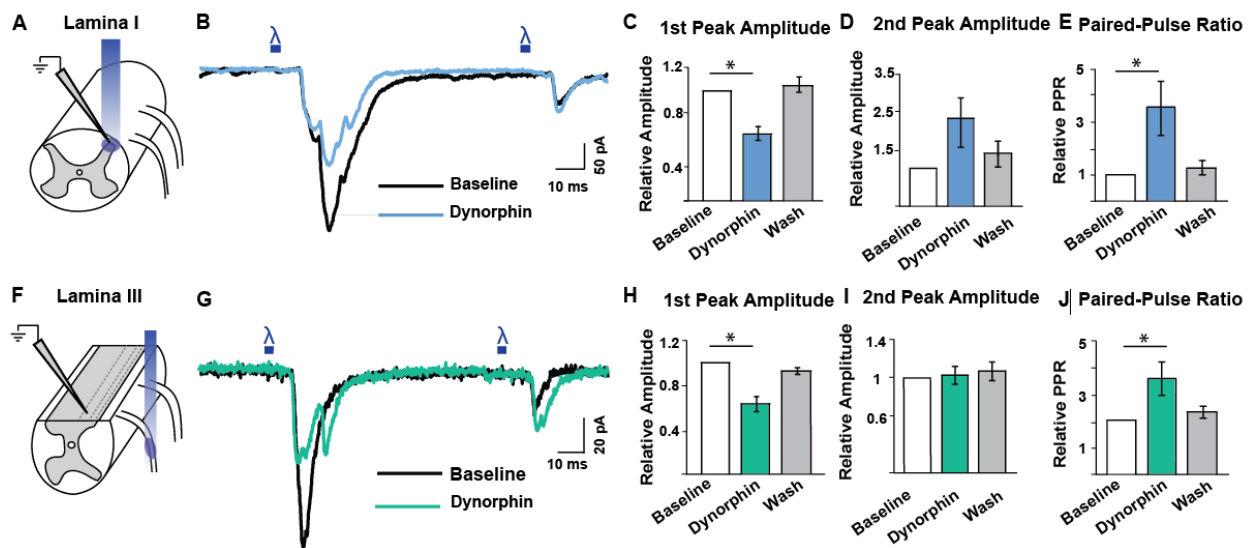 A Lamina I
B
λ λ
Baseline
Dynorphin
50 pA
10 ms
C 1st Peak Amplitude
Relative Amplitude
1.2
0.8
0.4
*
Baseline
Dynorphin
Wash
D 2nd Peak Amplitude
Relative Amplitude
3.5
2.5
1.5
Baseline
Dynorphin
Wash
E Paired-Pulse Ratio
Relative PPR
5
3
1
*
Baseline
Dynorphin
Wash
F Lamina III
G
λ λ
Baseline
Dynorphin
20 pA
10 ms
H 1st Peak Amplitude
Relative Amplitude
1.2
0.8
0.4
*
Baseline
Dynorphin
Wash
I 2nd Peak Amplitude
Relative Amplitude
1.4
1
0.6
Baseline
Dynorphin
Wash
J Paired-Pulse Ratio
Relative PPR
5
3
1
*
Baseline
Dynorphin
Wash